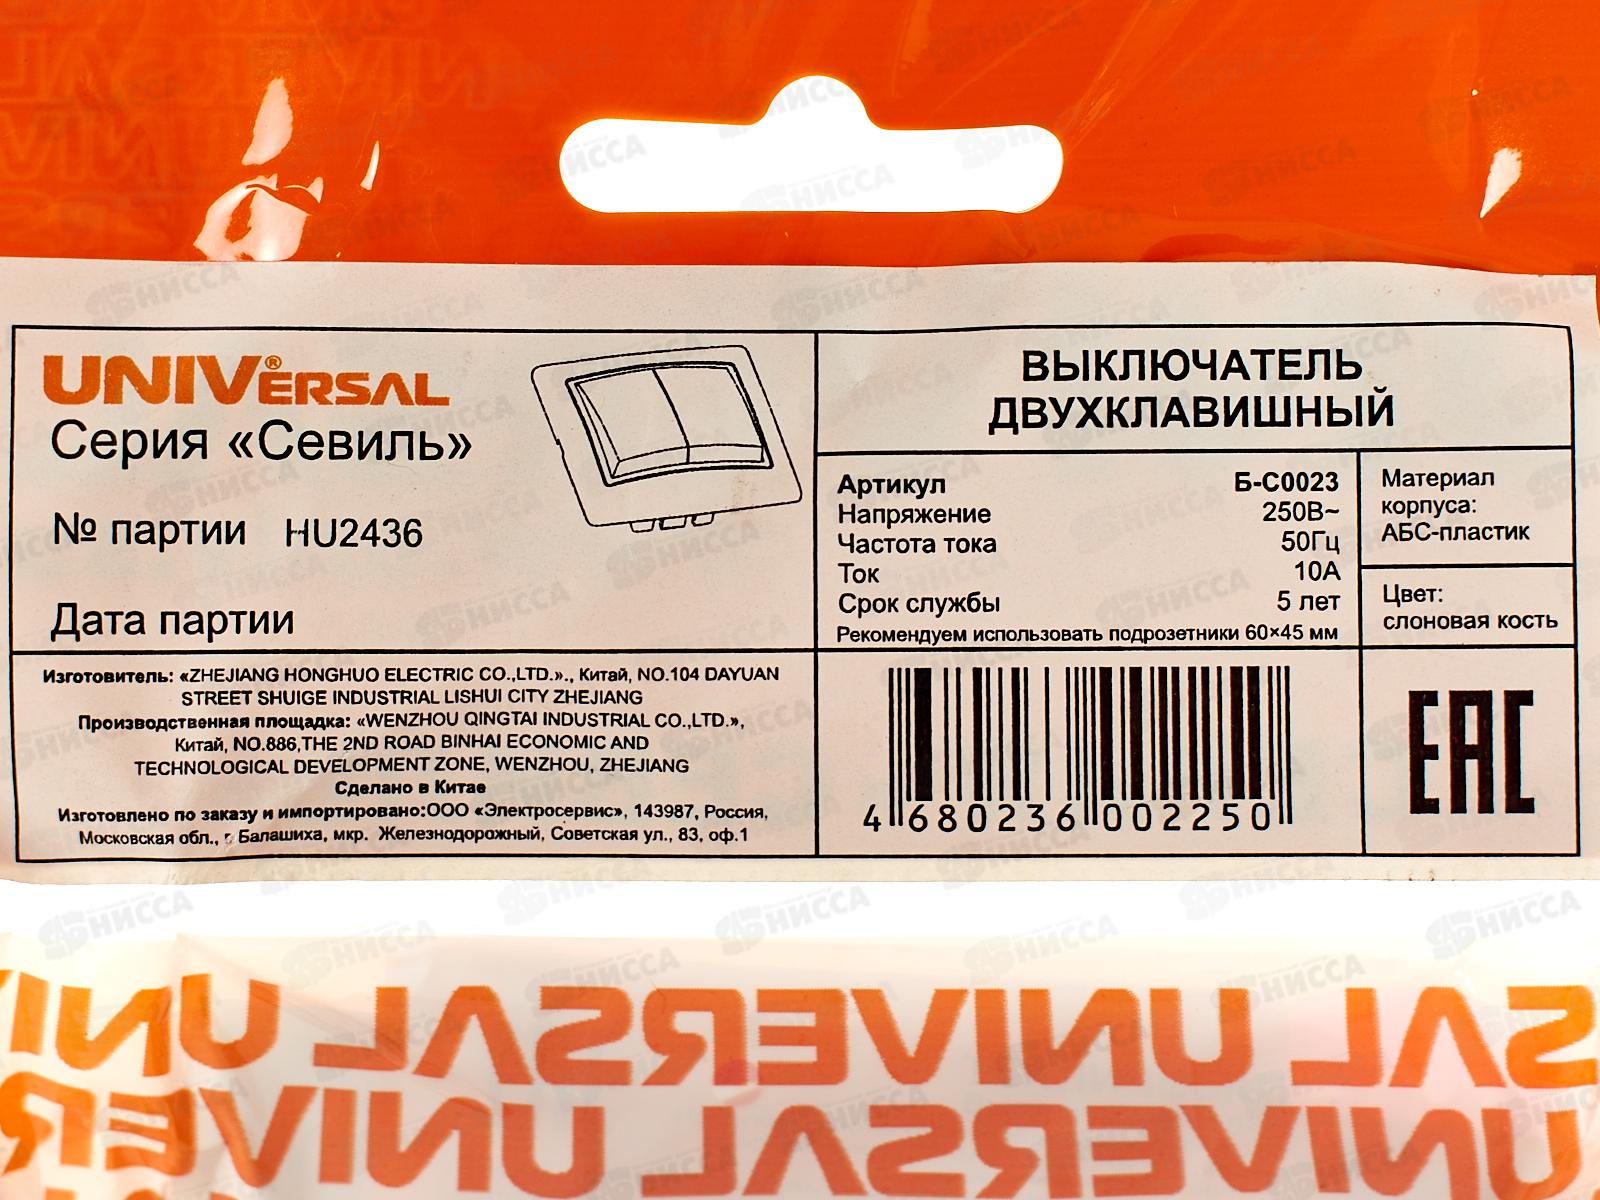 UNIVERSAL®
Серия «Севиль»
№ партии HU2436
Дата партии
ВЫКЛЮЧАТЕЛЬ
ДВУХКЛАВИШНЫЙ
Артикул Б-С0023
Напряжение 250В~
Частота тока 50Гц
Ток 10А
Срок службы 5 лет
Рекомендуем использовать подрозетники 60×45 мм
Материал
корпуса:
АБС-пластик
Цвет:
слоновая кость
Изготовитель: «ZHEJIANG HONGHUO ELECTRIC CO.,LTD.»., Китай, NO.104 DAYUAN
STREET SHUIGE INDUSTRIAL LISHUI CITY ZHEJIANG
Производственная площадка: «WENZHOU QINGTAI INDUSTRIAL CO.,LTD.»,
Китай, NO.886,THE 2ND ROAD BINHAI ECONOMIC AND
TECHNOLOGICAL DEVELOPMENT ZONE, WENZHOU, ZHEJIANG
Сделано в Китае
Изготовлено по заказу и импортировано:ООО «Электросервис», 143987, Россия,
Московская обл., г. Балашиха, мкр. Железнодорожный, Советская ул., 83, оф.1
4 680236 002250
EAC
SAL UNIVERSAL UNIV
UNIVERSAL UNIVER
НИССА